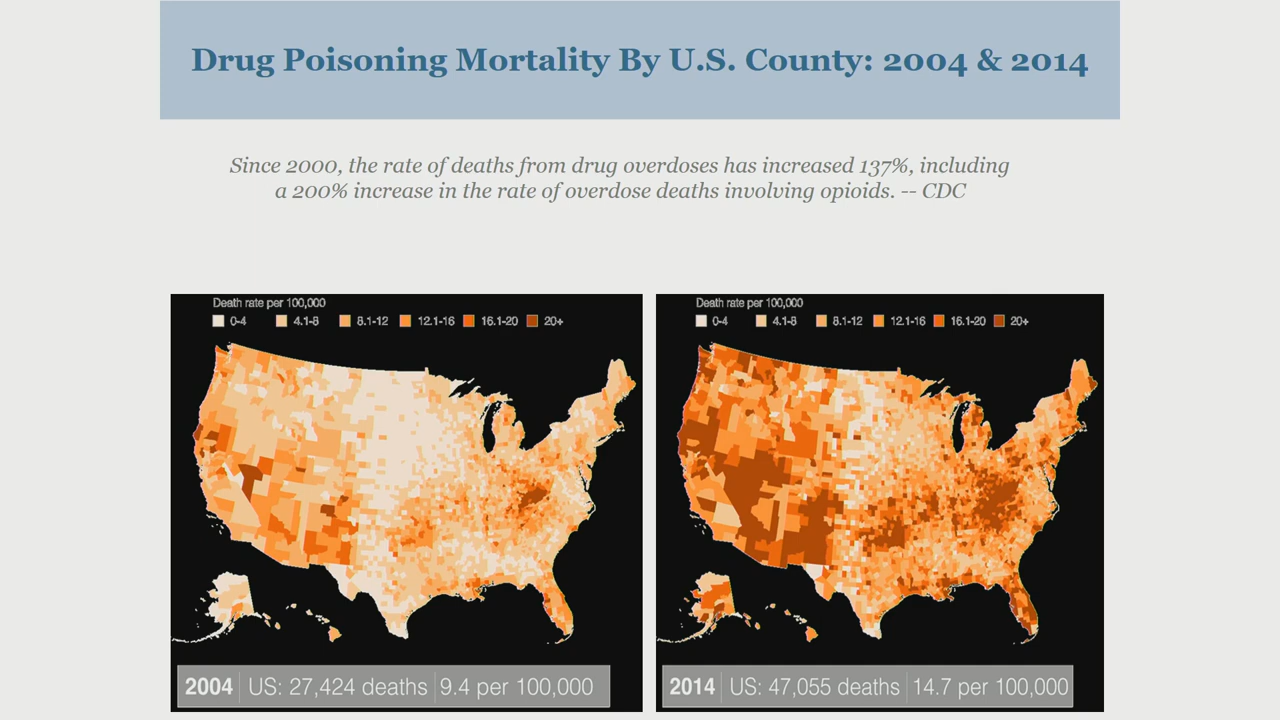 Drug Poisoning Mortality By U.S. County: 2004 & 2014
Since 2000, the rate of deaths from drug overdoses has increased 137%, including
a 200% increase in the rate of overdose deaths involving opioids. -- CDC
Death rate per 100,000
0-4 4.1-8 8.1-12 12.1-16 16.1-20 20+
2004 US: 27,424 deaths 9.4 per 100,000
Death rate per 100,000
0-4 4.1-8 8.1-12 12.1-16 16.1-20 20+
2014 US: 47,055 deaths 14.7 per 100,000